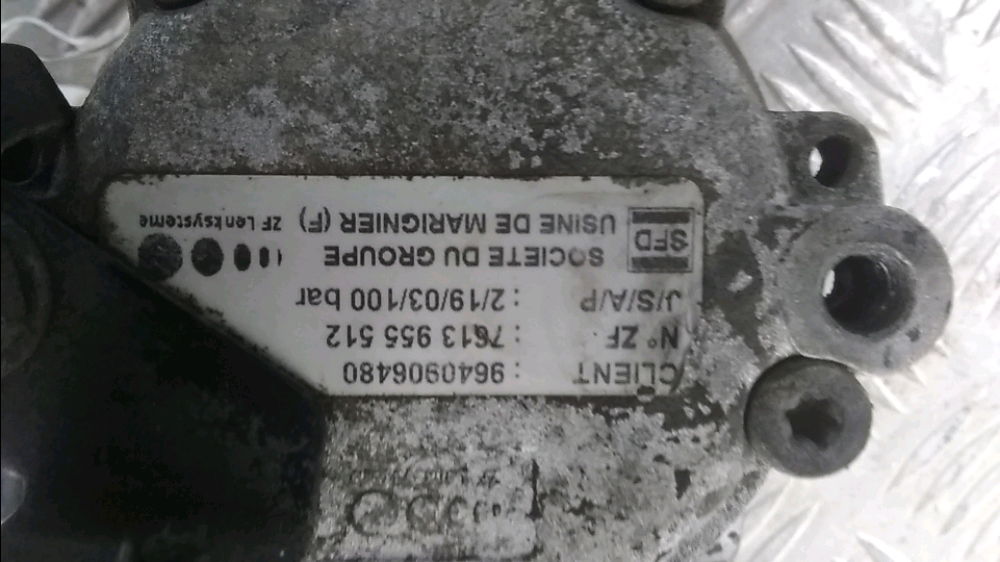 CLIENT : 9640906480
N° ZF : 7613 955 512
J/S/A/P : 2/19/03/100 bar
SFD SOCIETE DU GROUPE
USINE DE MARIGNIER (F) ZF Lenksysteme